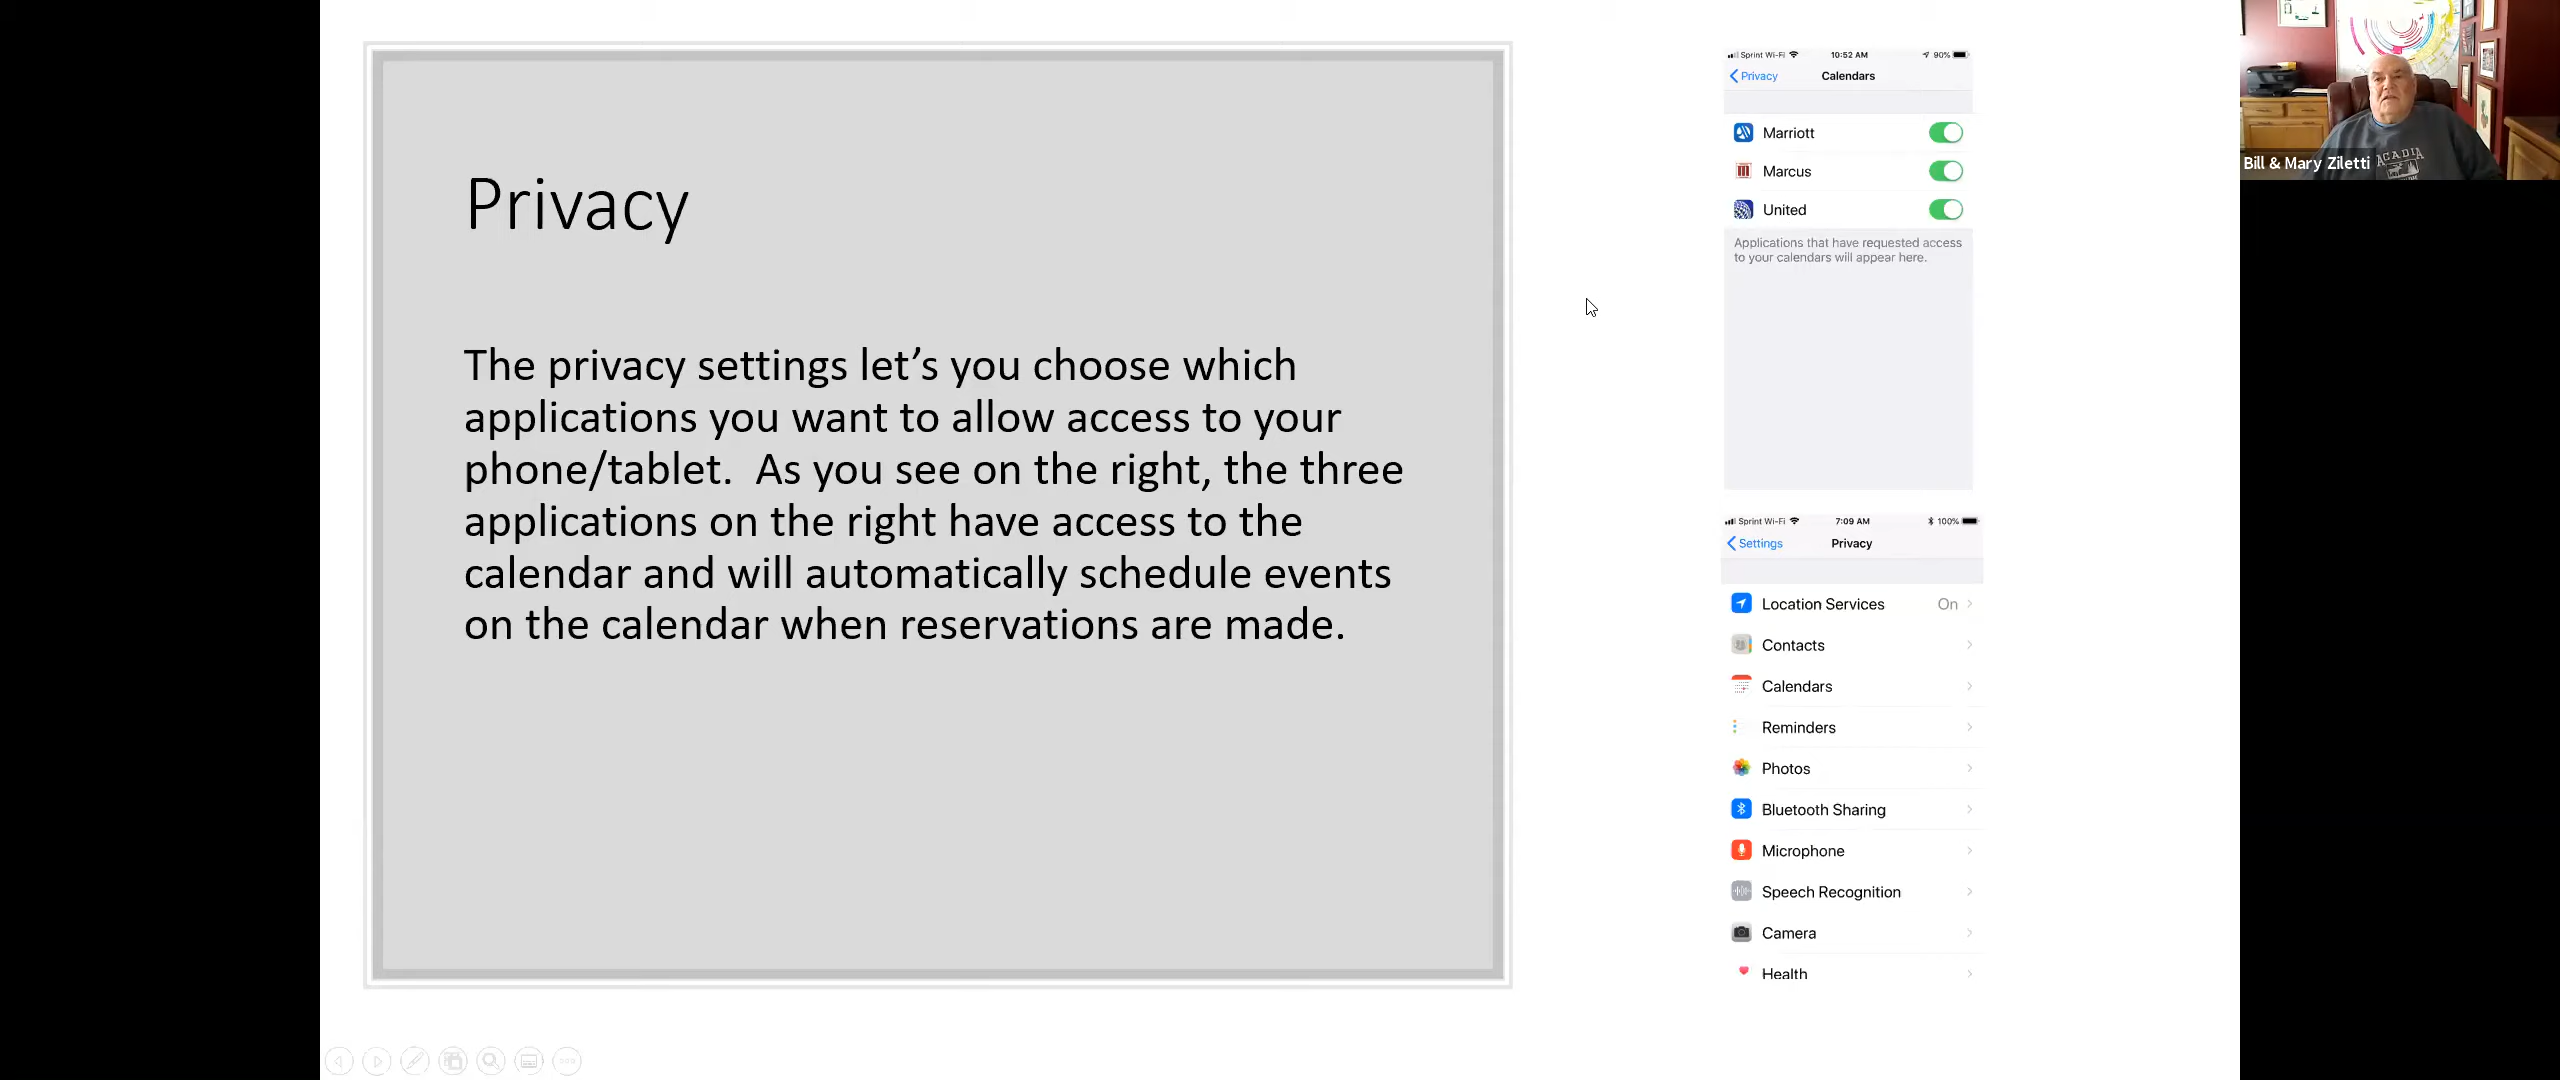 Privacy
The privacy settings let’s you choose which
applications you want to allow access to your
phone/tablet.  As you see on the right, the three
applications on the right have access to the
calendar and will automatically schedule events
on the calendar when reservations are made.
Sprint Wi-Fi 10:52 AM 90%
Privacy Calendars
Marriott
Marcus
United
Applications that have requested access
to your calendars will appear here.
Sprint Wi-Fi 7:09 AM 100%
Settings Privacy
Location Services On
Contacts
Calendars
Reminders
Photos
Bluetooth Sharing
Microphone
Speech Recognition
Camera
Health
Bill & Mary Ziletti
ACADIA